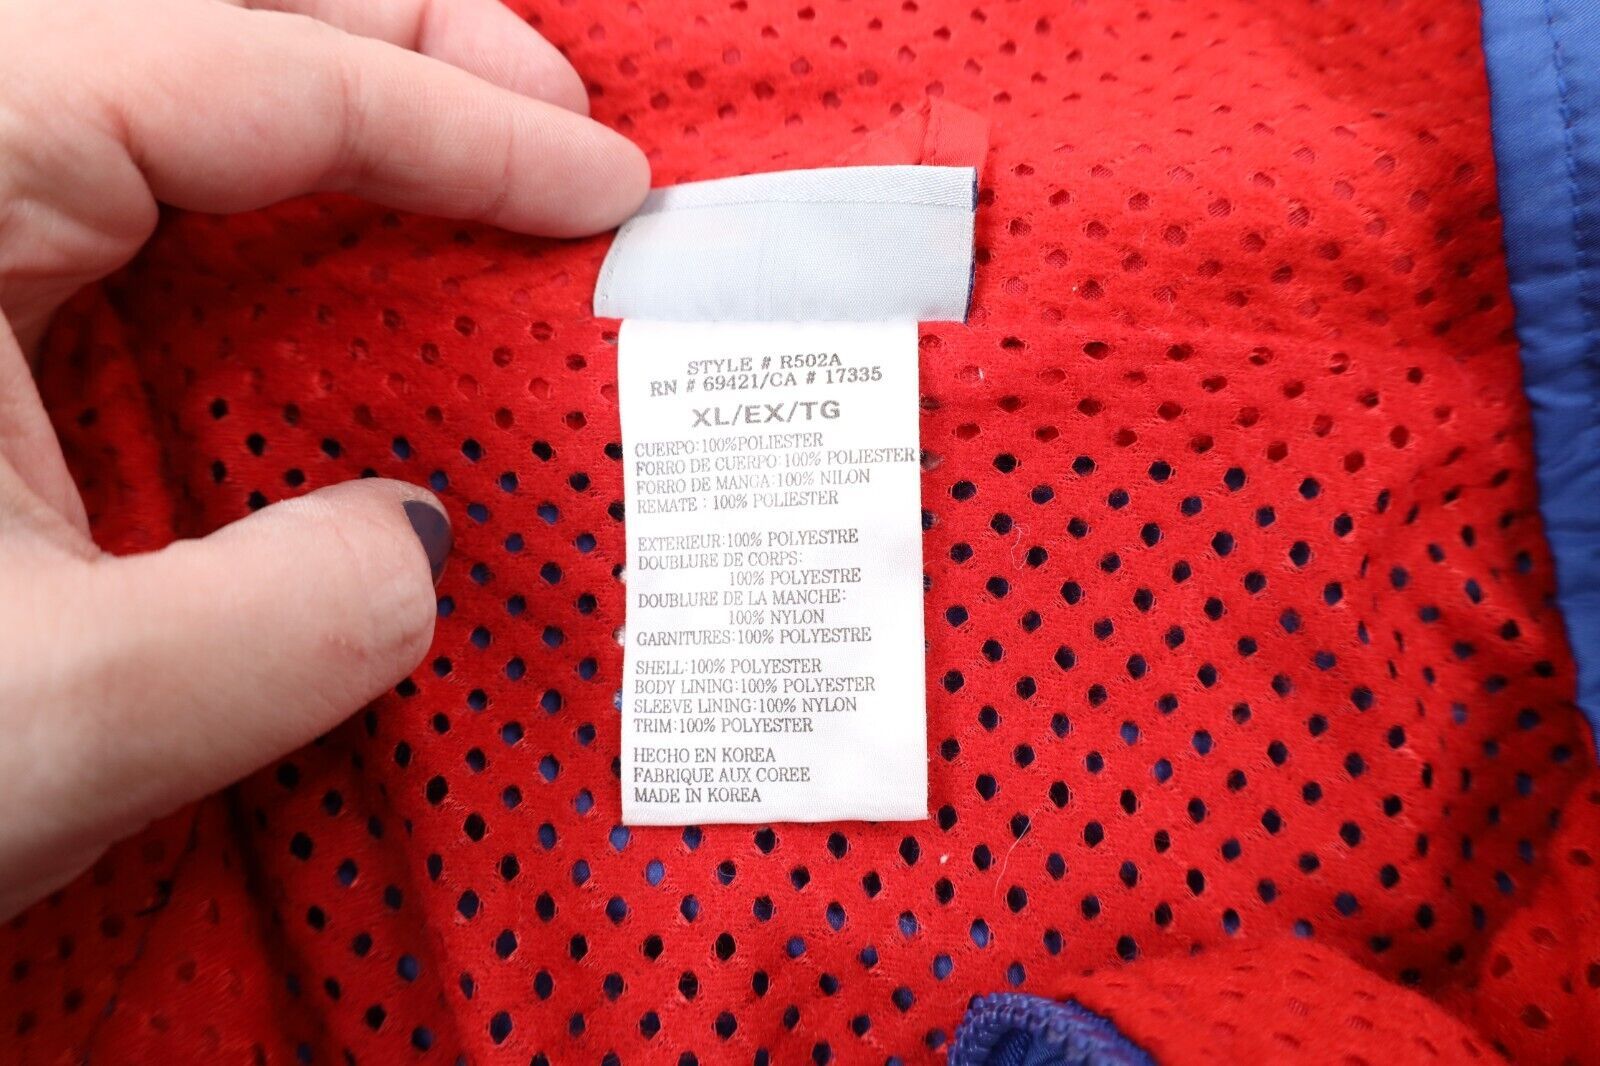 STYLE # R502A
RN # 69421/CA # 17335
XL/EX/TG
CUERPO:100%POLIESTER
FORRO DE CUERPO:100% POLIESTER
FORRO DE MANGA:100% NILON
REMATE : 100% POLIESTER
EXTERIEUR:100% POLYESTRE
DOUBLURE DE CORPS:
100% POLYESTRE
DOUBLURE DE LA MANCHE:
100% NYLON
GARNITURES:100% POLYESTRE
SHELL:100% POLYESTER
BODY LINING:100% POLYESTER
SLEEVE LINING:100% NYLON
TRIM:100% POLYESTER
HECHO EN KOREA
FABRIQUE AUX COREE
MADE IN KOREA